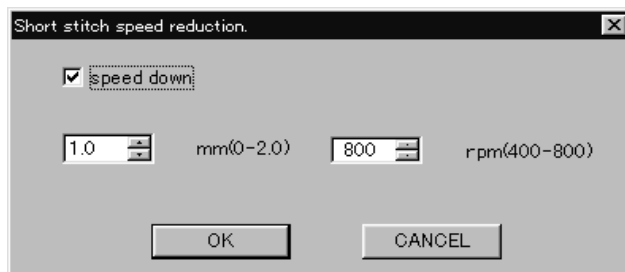 Short stitch speed reduction.
speed down
1.0 mm(0-2.0) 800 rpm(400-800)
OK CANCEL